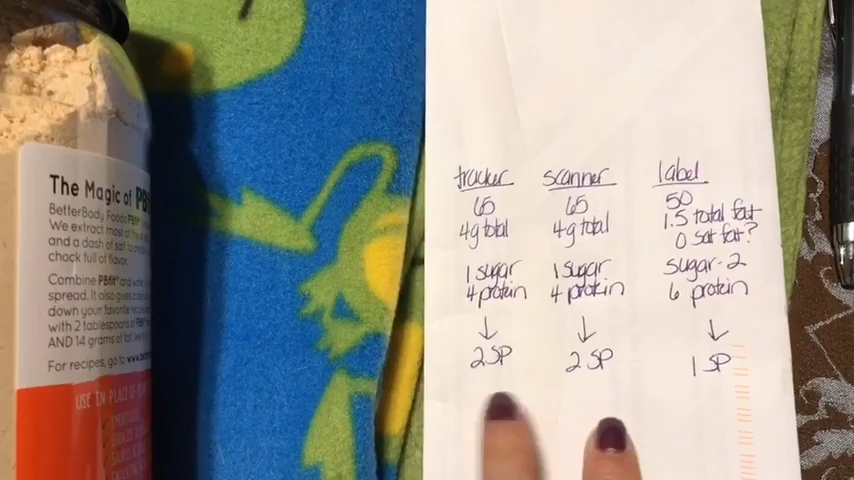 The Magic of PB
BetterBody Foods PBfit
We extract most of the
and a dash of salt to
chock full of flavor.
Combine PBfit and
spread. It also gives
down your favorite
with 2 tablespoons of
AND 14 grams of fat.
For recipes, go to www.
USE IN PLACE OF
tracker
65
4g total
1 sugar
4 protein
↓
2SP
scanner
65
4g total
1 sugar
4 protein
↓
2 SP
label
50
1.5 total fat
0 sat fat?
sugar - 2
6 protein
↓
1 SP